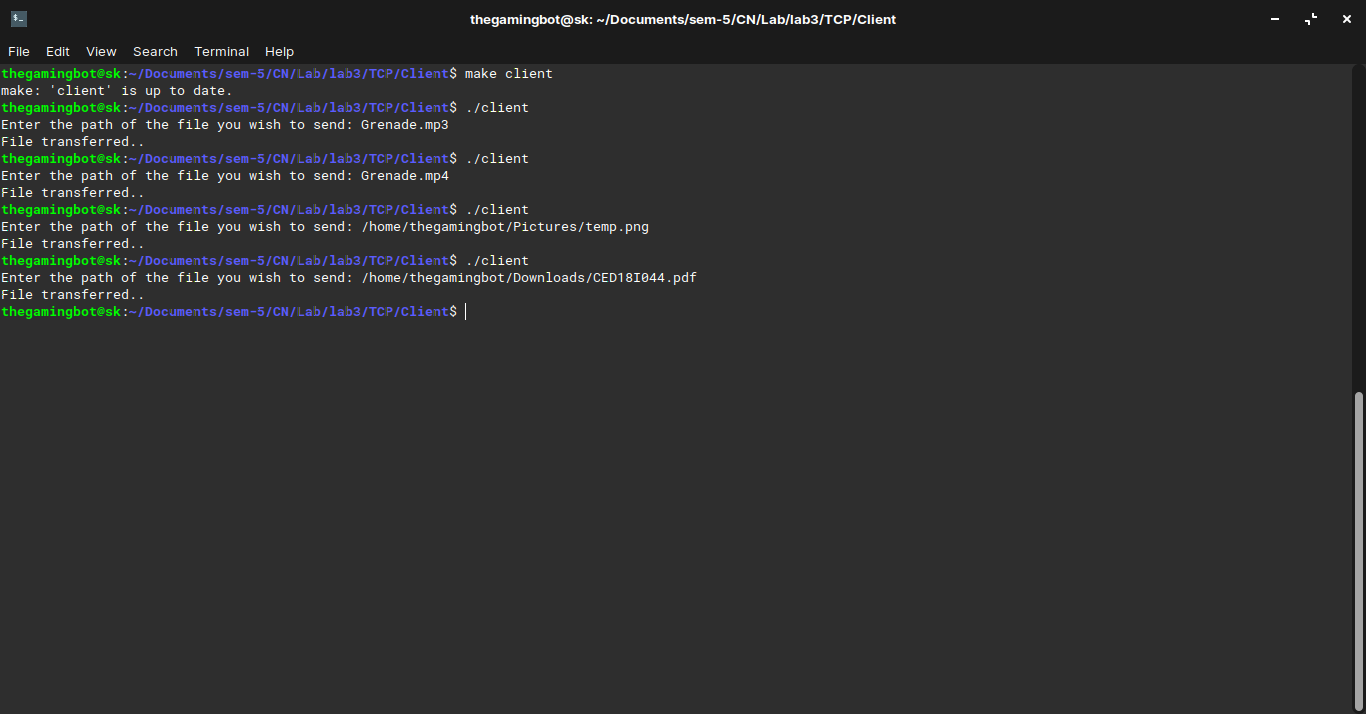 thegamingbot@sk: ~/Documents/sem-5/CN/Lab/lab3/TCP/Client
File Edit View Search Terminal Help
thegamingbot@sk:~/Documents/sem-5/CN/Lab/lab3/TCP/Client$ make client
make: 'client' is up to date.
thegamingbot@sk:~/Documents/sem-5/CN/Lab/lab3/TCP/Client$ ./client
Enter the path of the file you wish to send: Grenade.mp3
File transferred..
thegamingbot@sk:~/Documents/sem-5/CN/Lab/lab3/TCP/Client$ ./client
Enter the path of the file you wish to send: Grenade.mp4
File transferred..
thegamingbot@sk:~/Documents/sem-5/CN/Lab/lab3/TCP/Client$ ./client
Enter the path of the file you wish to send: /home/thegamingbot/Pictures/temp.png
File transferred..
thegamingbot@sk:~/Documents/sem-5/CN/Lab/lab3/TCP/Client$ ./client
Enter the path of the file you wish to send: /home/thegamingbot/Downloads/CED18I044.pdf
File transferred..
thegamingbot@sk:~/Documents/sem-5/CN/Lab/lab3/TCP/Client$